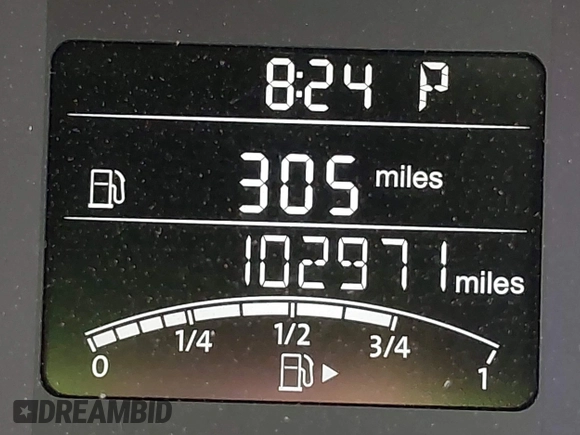 8:24 P
305 miles
102971 miles
0 1/4 1/2 3/4 1
DREAMBID